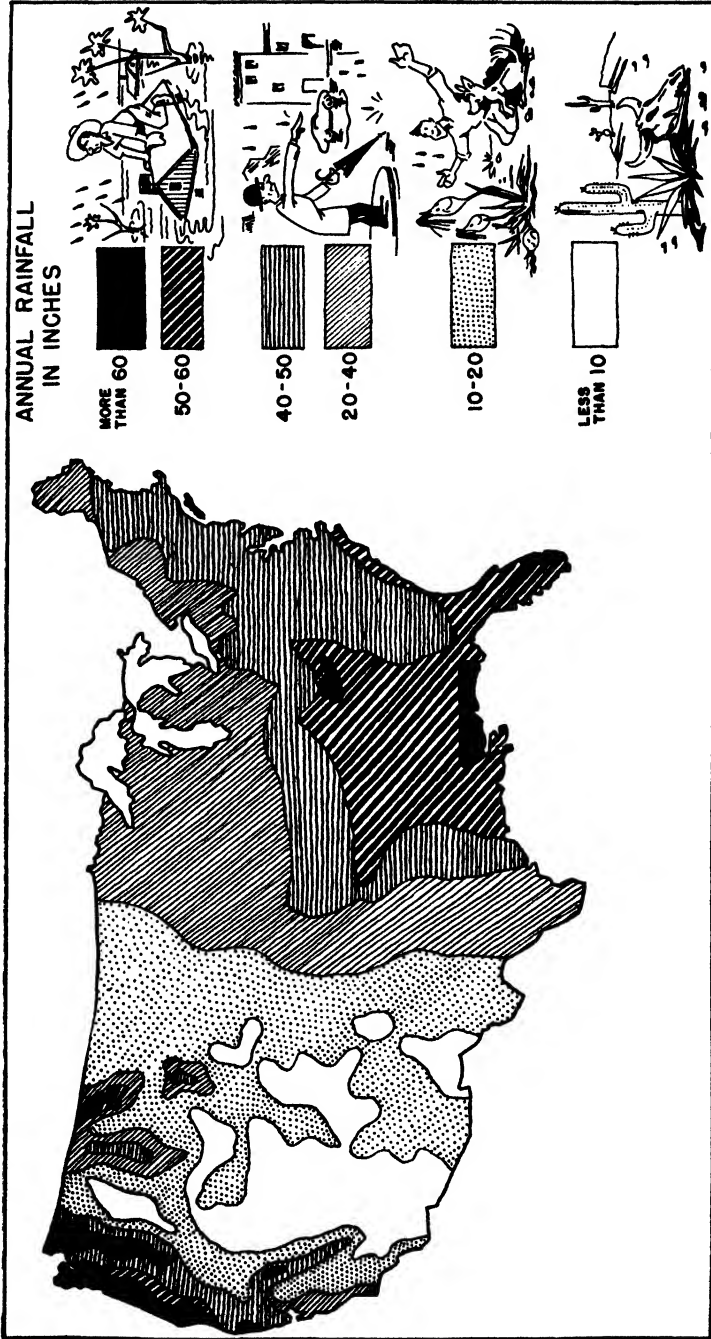 ANNUAL RAINFALL
IN INCHES
MORE
THAN 60
50-60
40-50
20-40
10-20
LESS
THAN 10